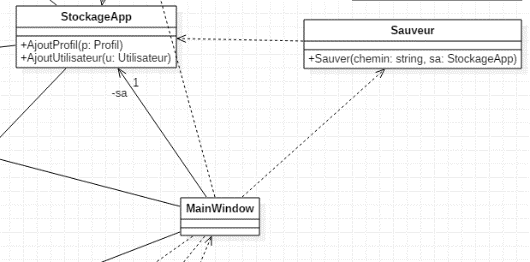 StockageApp
+AjoutProfil(p: Profil)
+AjoutUtilisateur(u: Utilisateur)
Sauveur
+Sauver(chemin: string, sa: StockageApp)
1
-sa
MainWindow